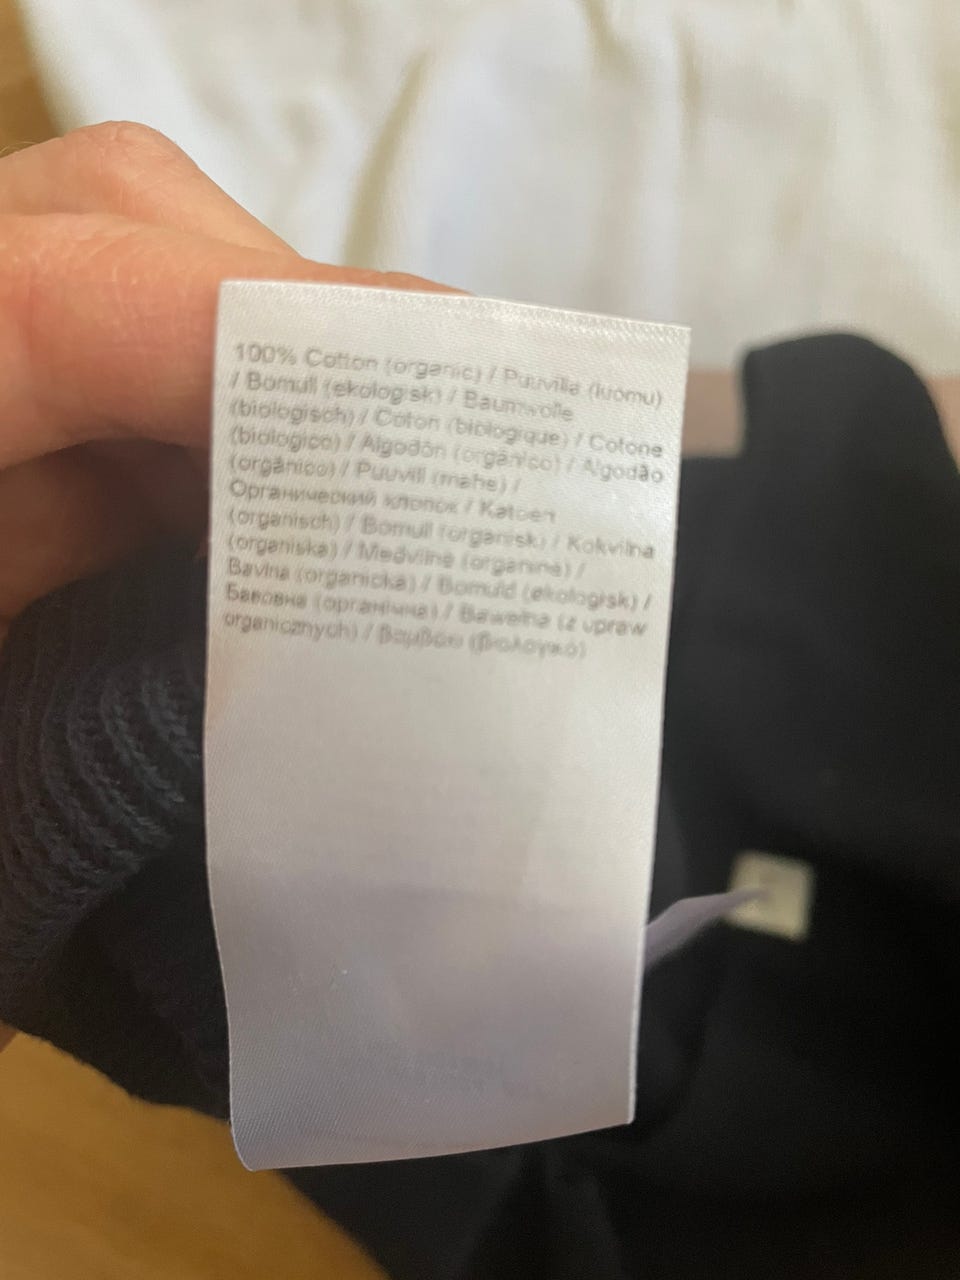 100% Cotton (organic) / Puuvilla (luomu)
/ Bomull (ekologisk) / Baumwolle
(biologisch) / Coton (biologique) / Cotone
(biologico) / Algodón (orgánico) / Algodão
(orgânico) / Puuvill (mahe) /
Органический хлопок / Katoen
(organisch) / Bomull (organisk) / Kokvilna
(organiska) / Medvilnė (organinė) /
Bavlna (organická) / Bomuld (økologisk) /
Бавовна (органічна) / Bawełna (z upraw
organicznych) / βαμβάκι (βιολογικό)